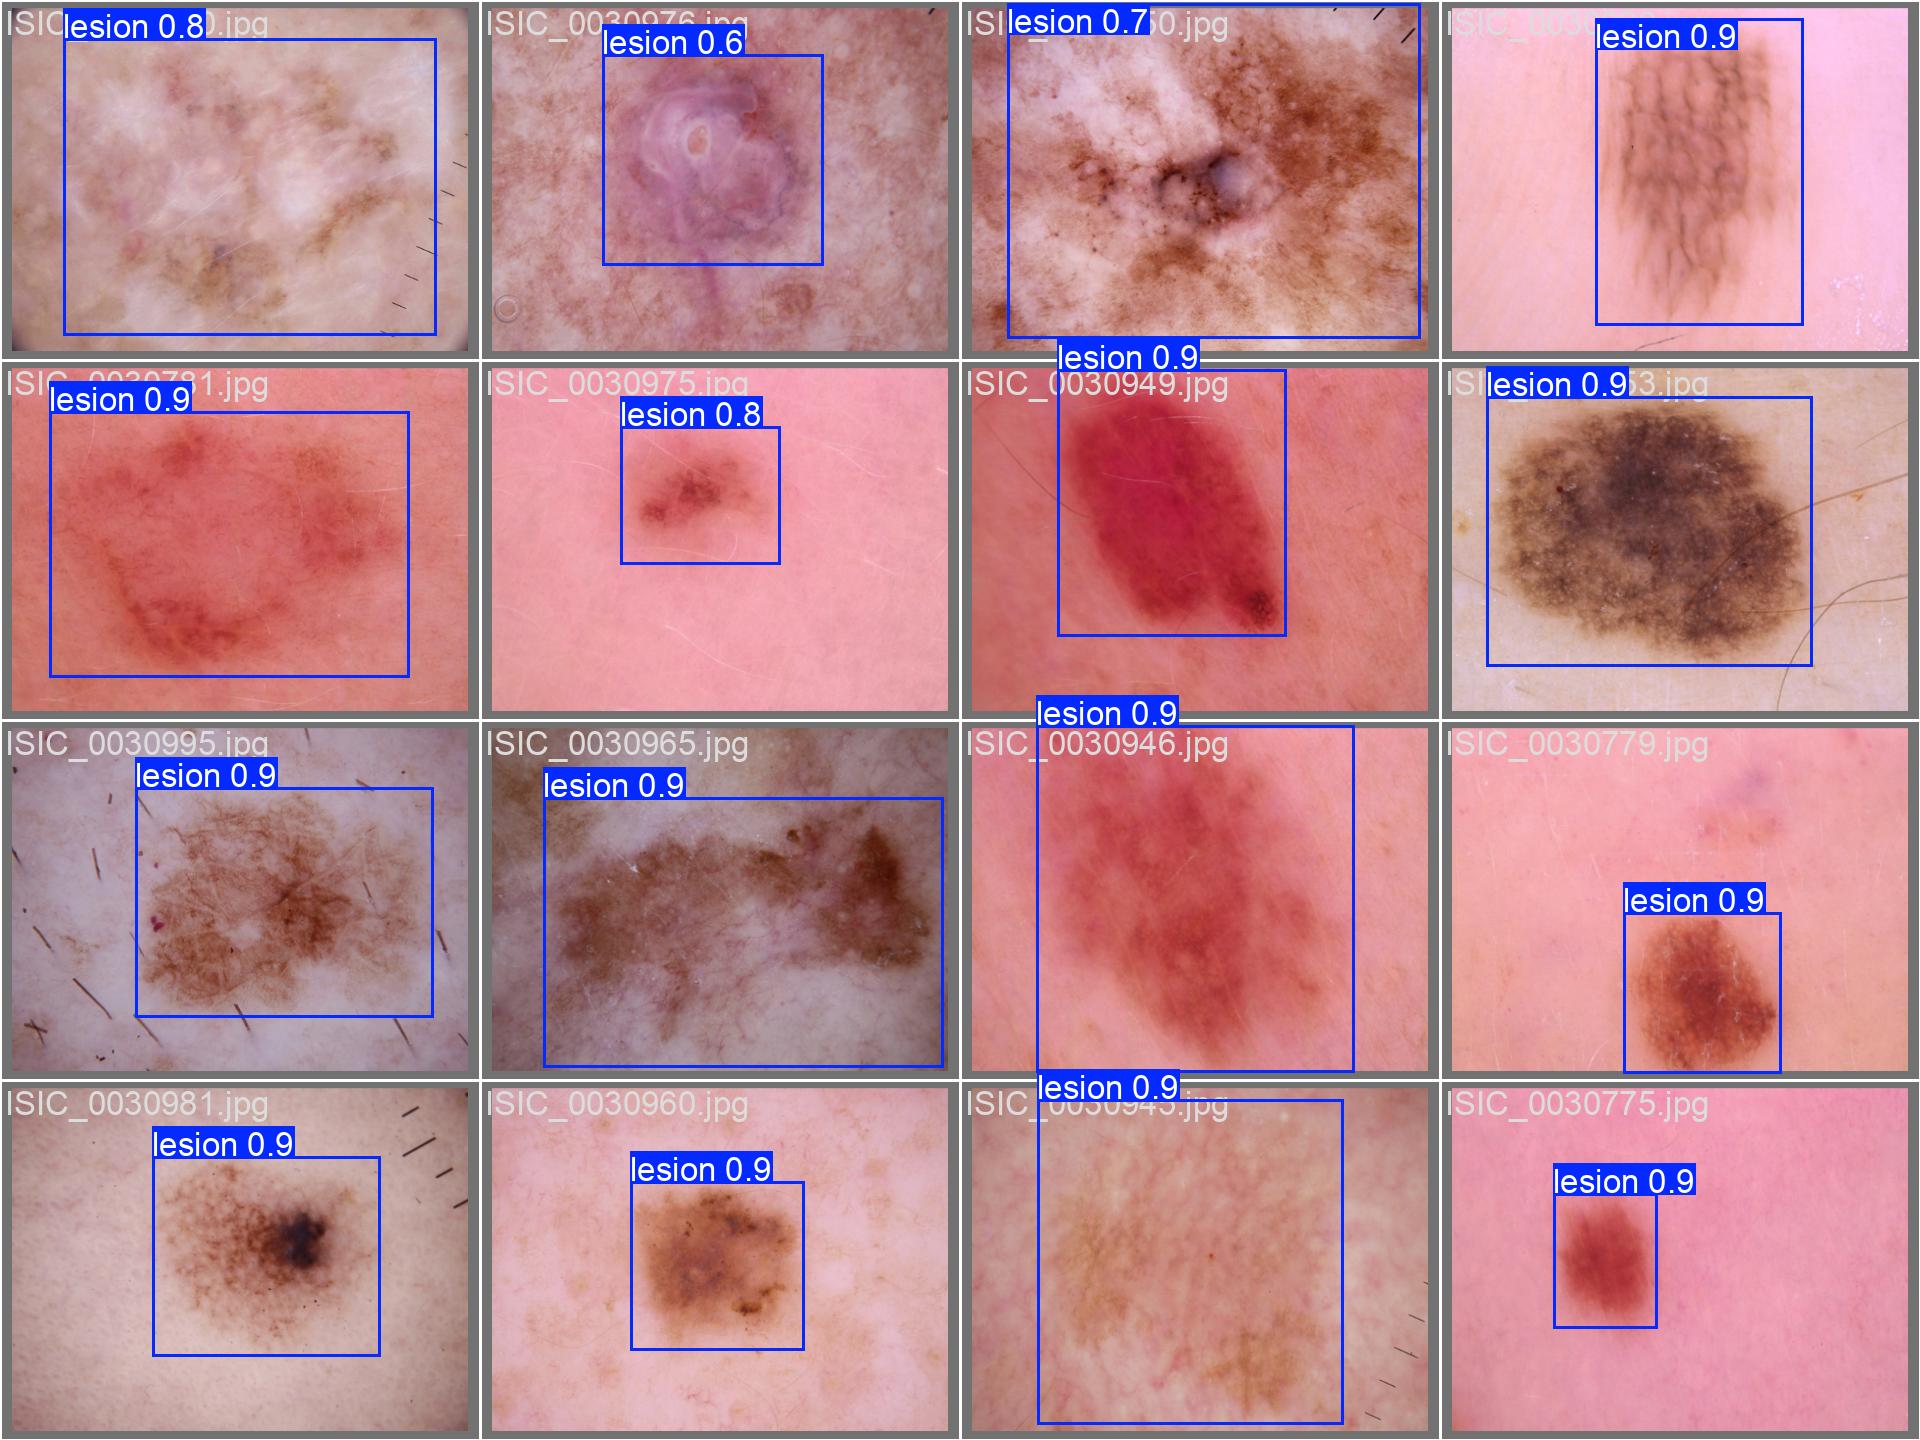 lesion 0.8
lesion 0.6
lesion 0.7
lesion 0.9
lesion 0.9
ISIC_0030975.jpg
lesion 0.8
lesion 0.9
ISIC_0030949.jpg
lesion 0.9
ISIC_0030995.jpg
lesion 0.9
ISIC_0030965.jpg
lesion 0.9
lesion 0.9
ISIC_0030946.jpg
ISIC_0030779.jpg
lesion 0.9
ISIC_0030981.jpg
lesion 0.9
ISIC_0030960.jpg
lesion 0.9
lesion 0.9
ISIC_0030775.jpg
lesion 0.9